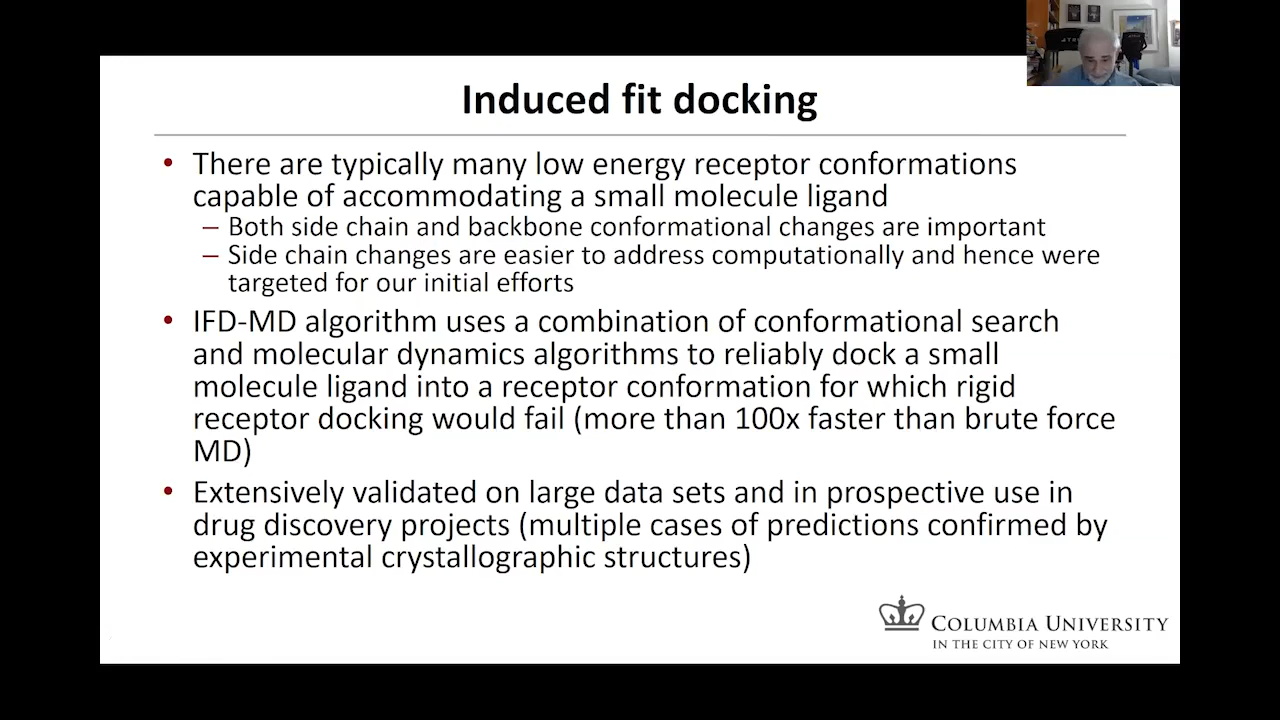 Induced fit docking
• There are typically many low energy receptor conformations
capable of accommodating a small molecule ligand
– Both side chain and backbone conformational changes are important
– Side chain changes are easier to address computationally and hence were
targeted for our initial efforts
• IFD-MD algorithm uses a combination of conformational search
and molecular dynamics algorithms to reliably dock a small
molecule ligand into a receptor conformation for which rigid
receptor docking would fail (more than 100x faster than brute force
MD)
• Extensively validated on large data sets and in prospective use in
drug discovery projects (multiple cases of predictions confirmed by
experimental crystallographic structures)
COLUMBIA UNIVERSITY
IN THE CITY OF NEW YORK